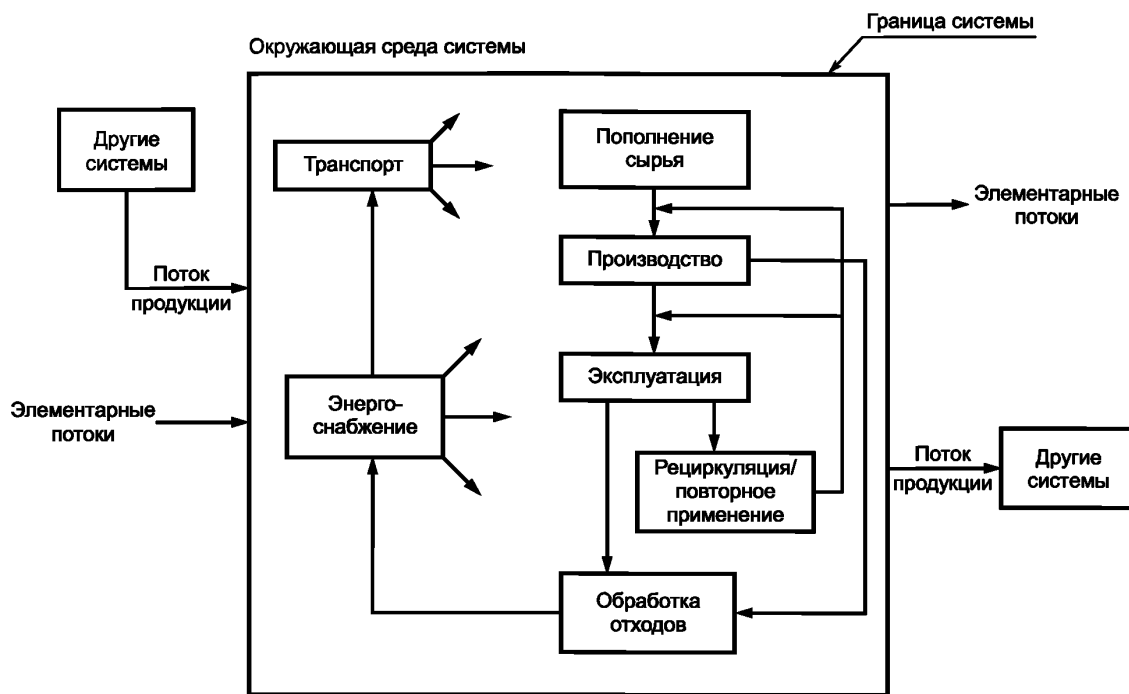 Граница системы
Окружающая среда системы
Другие
системы
Транспорт
Пополнение
сырья
Элементарные
потоки
Производство
Поток
продукции
Эксплуатация
Энерго-
снабжение
Элементарные
потоки
Рециркуляция/
повторное
применение
Поток
продукции
Другие
системы
Обработка
отходов